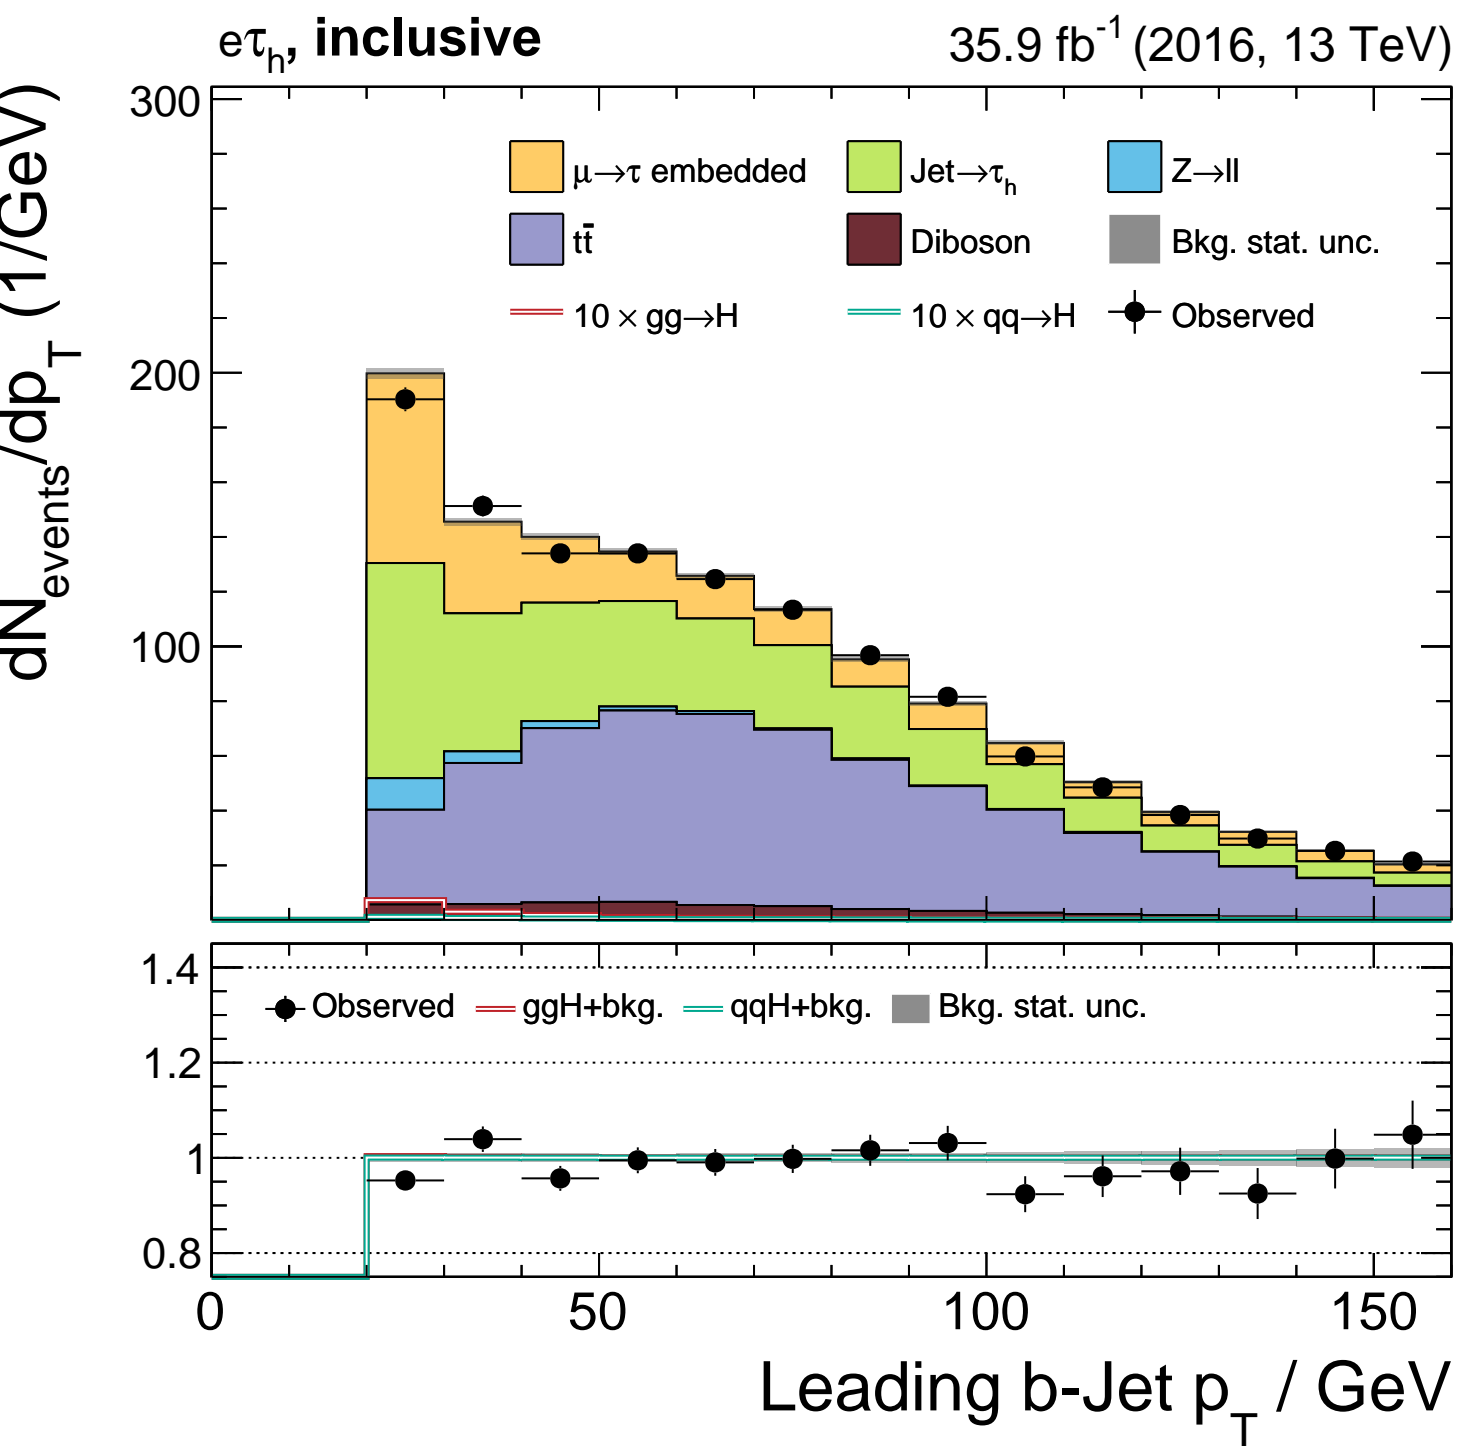 eτh, inclusive 35.9 fb-1 (2016, 13 TeV)
dNevents/dpT (1/GeV)
300
200
100
μ→τ embedded Jet→τh Z→ll
tt̄ Diboson Bkg. stat. unc.
10 × gg→H 10 × qq→H Observed
1.4
1.2
1
0.8
Observed ggH+bkg. qqH+bkg. Bkg. stat. unc.
0 50 100 150
Leading b-Jet pT / GeV